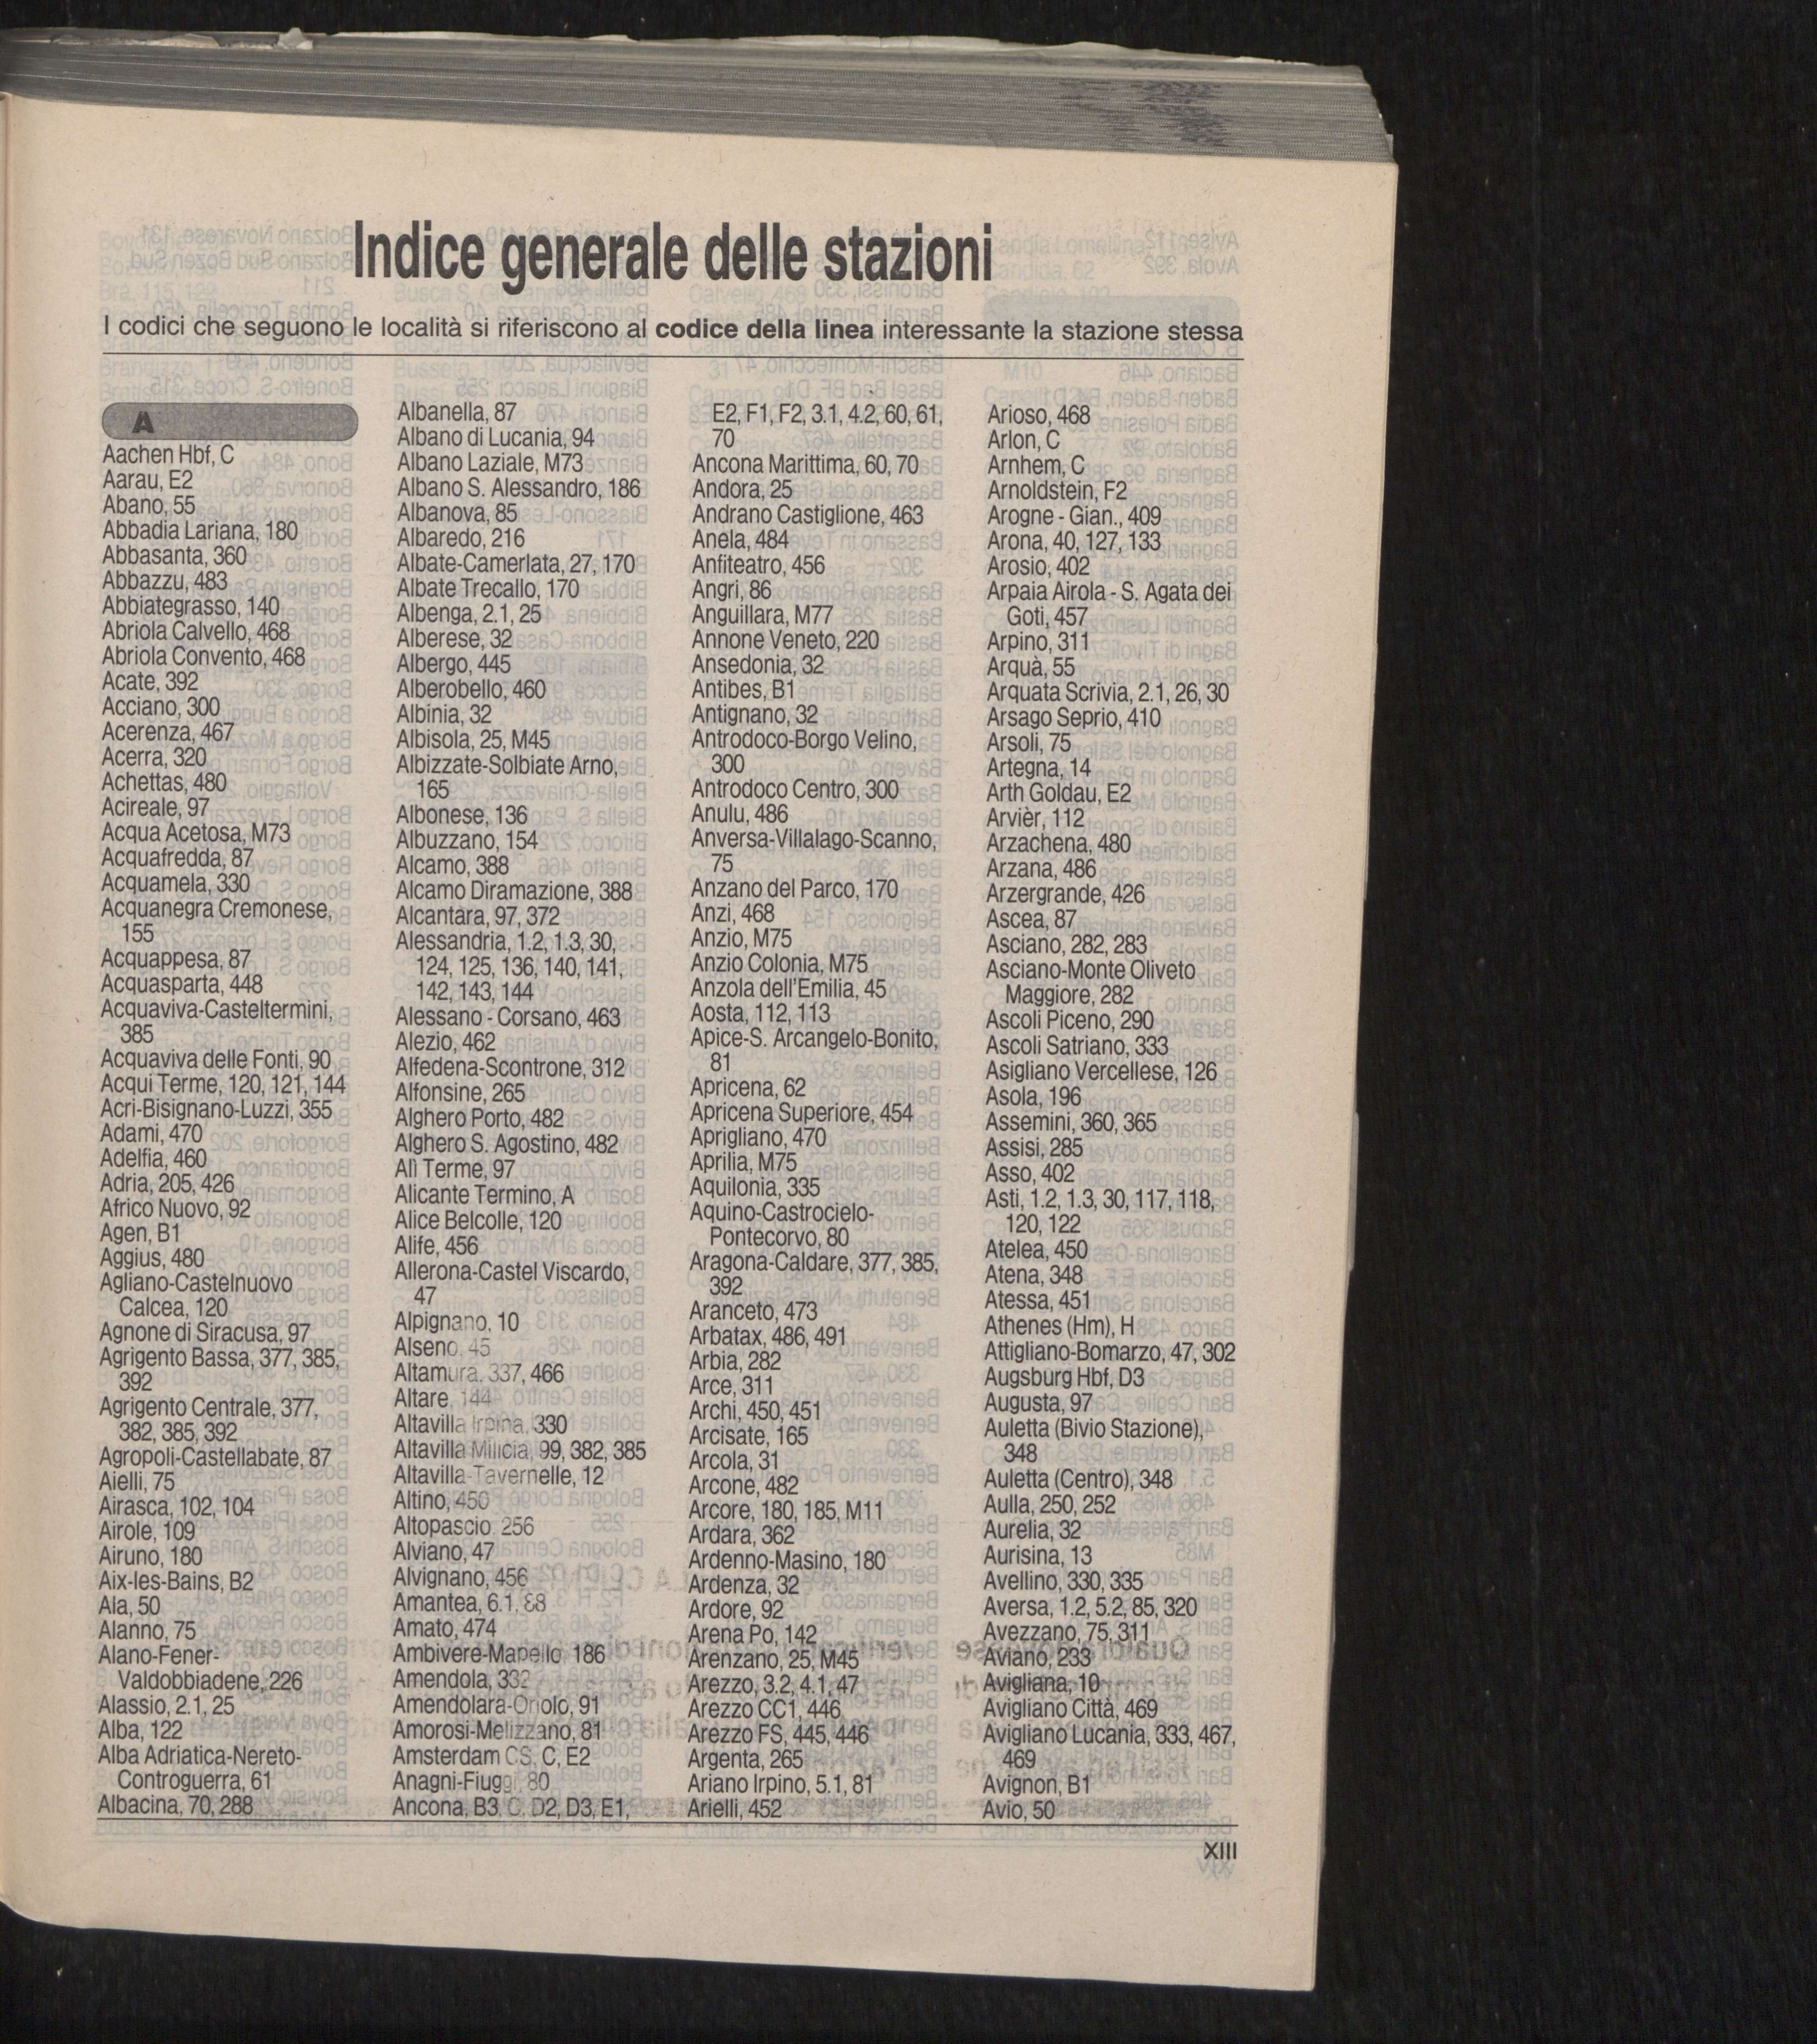 Indice generale delle stazioni
I codici che seguono le località si riferiscono al codice della linea interessante la stazione stessa
A
Aachen Hbf, C
Aarau, E2
Abano, 55
Abbadia Lariana, 180
Abbasanta, 360
Abbazzu, 483
Abbiategrasso, 140
Abriola Calvello, 468
Abriola Convento, 468
Acate, 392
Acciano, 300
Acerenza, 467
Acerra, 320
Achettas, 480
Acireale, 97
Acqua Acetosa, M73
Acquafredda, 87
Acquamela, 330
Acquanegra Cremonese,
155
Acquappesa, 87
Acquasparta, 448
Acquaviva-Casteltermini,
385
Acquaviva delle Fonti, 90
Acqui Terme, 120, 121, 144
Acri-Bisignano-Luzzi, 355
Adami, 470
Adelfia, 460
Adria, 205, 426
Africo Nuovo, 92
Agen, B1
Aggius, 480
Agliano-Castelnuovo
Calcea, 120
Agnone di Siracusa, 97
Agrigento Bassa, 377, 385,
392
Agrigento Centrale, 377,
382, 385, 392
Agropoli-Castellabate, 87
Aielli, 75
Airasca, 102, 104
Airole, 109
Airuno, 180
Aix-les-Bains, B2
Ala, 50
Alanno, 75
Alano-Fener-
Valdobbiadene, 226
Alassio, 2.1, 25
Alba, 122
Alba Adriatica-Nereto-
Controguerra, 61
Albacina, 70, 288
Albanella, 87
Albano di Lucania, 94
Albano Laziale, M73
Albano S. Alessandro, 186
Albanova, 85
Albaredo, 216
Albate-Camerlata, 27, 170
Albate Trecallo, 170
Albenga, 2.1, 25
Alberese, 32
Albergo, 445
Alberobello, 460
Albinia, 32
Albisola, 25, M45
Albizzate-Solbiate Arno,
165
Albonese, 136
Albuzzano, 154
Alcamo, 388
Alcamo Diramazione, 388
Alcantara, 97, 372
Alessandria, 1.2, 1.3, 30,
124, 125, 136, 140, 141,
142, 143, 144
Alessano - Corsano, 463
Alezio, 462
Alfedena-Scontrone, 312
Alfonsine, 265
Alghero Porto, 482
Alghero S. Agostino, 482
Alì Terme, 97
Alicante Termino, A
Alice Belcolle, 120
Alife, 456
Allerona-Castel Viscardo,
47
Alpignano, 10
Alseno, 45
Altamura, 337, 466
Altare, 144
Altavilla Irpina, 330
Altavilla Milicia, 99, 382, 385
Altavilla-Tavernelle, 12
Altino, 450
Altopascio, 256
Alviano, 47
Alvignano, 456
Amantea, 6.1, 88
Amato, 474
Ambivere-Mapello, 186
Amendola, 332
Amendolara-Oriolo, 91
Amorosi-Melizzano, 81
Amsterdam CS, C, E2
Anagni-Fiuggi, 80
Ancona, B3, C, D2, D3, E1,
E2, F1, F2, 3.1, 4.2, 60, 61,
70
Ancona Marittima, 60, 70
Andora, 25
Andrano Castiglione, 463
Anela, 484
Anfiteatro, 456
Angri, 86
Anguillara, M77
Annone Veneto, 220
Ansedonia, 32
Antibes, B1
Antignano, 32
Antrodoco-Borgo Velino,
300
Antrodoco Centro, 300
Anulu, 486
Anversa-Villalago-Scanno,
75
Anzano del Parco, 170
Anzi, 468
Anzio, M75
Anzio Colonia, M75
Anzola dell'Emilia, 45
Aosta, 112, 113
Apice-S. Arcangelo-Bonito,
81
Apricena, 62
Apricena Superiore, 454
Aprigliano, 470
Aprilia, M75
Aquilonia, 335
Aquino-Castrocielo-
Pontecorvo, 80
Aragona-Caldare, 377, 385,
392
Aranceto, 473
Arbatax, 486, 491
Arbia, 282
Arce, 311
Archi, 450, 451
Arcisate, 165
Arcola, 31
Arcone, 482
Arcore, 180, 185, M11
Ardara, 362
Ardenno-Masino, 180
Ardenza, 32
Ardore, 92
Arena Po, 142
Arenzano, 25, M45
Arezzo, 3.2, 4.1, 47
Arezzo CC1, 446
Arezzo FS, 445, 446
Argenta, 265
Ariano Irpino, 5.1, 81
Arielli, 452
Arioso, 468
Arlon, C
Arnhem, C
Arnoldstein, F2
Arogne - Gian., 409
Arona, 40, 127, 133
Arosio, 402
Arpaia Airola - S. Agata dei
Goti, 457
Arpino, 311
Arquà, 55
Arquata Scrivia, 2.1, 26, 30
Arsago Seprio, 410
Arsoli, 75
Artegna, 14
Arth Goldau, E2
Arvièr, 112
Arzachena, 480
Arzana, 486
Arzergrande, 426
Ascea, 87
Asciano, 282, 283
Asciano-Monte Oliveto
Maggiore, 282
Ascoli Piceno, 290
Ascoli Satriano, 333
Asigliano Vercellese, 126
Asola, 196
Assemini, 360, 365
Assisi, 285
Asso, 402
Asti, 1.2, 1.3, 30, 117, 118,
120, 122
Atelea, 450
Atena, 348
Atessa, 451
Athenes (Hm), H
Attigliano-Bomarzo, 47, 302
Augsburg Hbf, D3
Augusta, 97
Auletta (Bivio Stazione),
348
Auletta (Centro), 348
Aulla, 250, 252
Aurelia, 32
Aurisina, 13
Avellino, 330, 335
Aversa, 1.2, 5.2, 85, 320
Avezzano, 75, 311
Aviano, 233
Avigliana, 10
Avigliano Città, 469
Avigliano Lucania, 333, 467,
469
Avignon, B1
Avio, 50
XIII